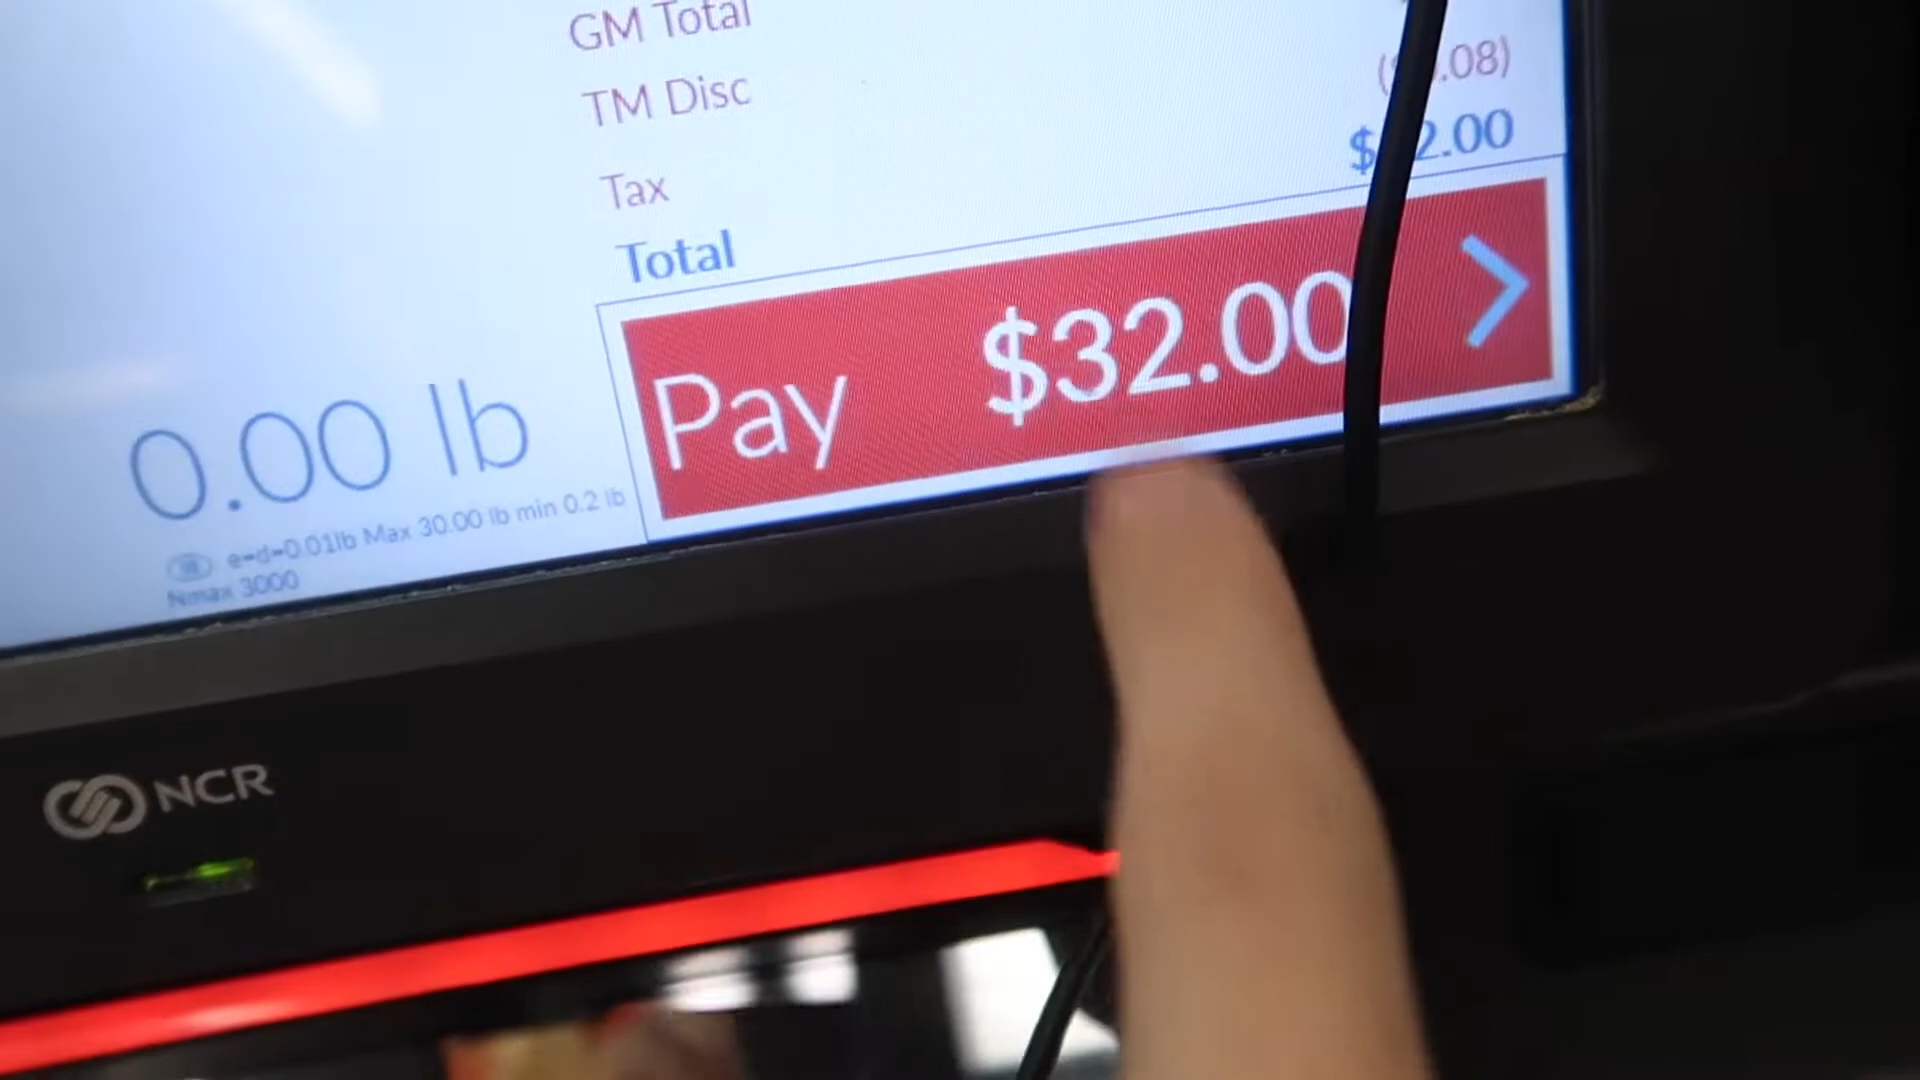 GM Total
TM Disc
.08)
Tax
$ 2.00
Total
Pay $32.00
0.00 lb
e=d=0.01lb Max 30.00 lb min 0.2 lb
Nmax 3000
NCR